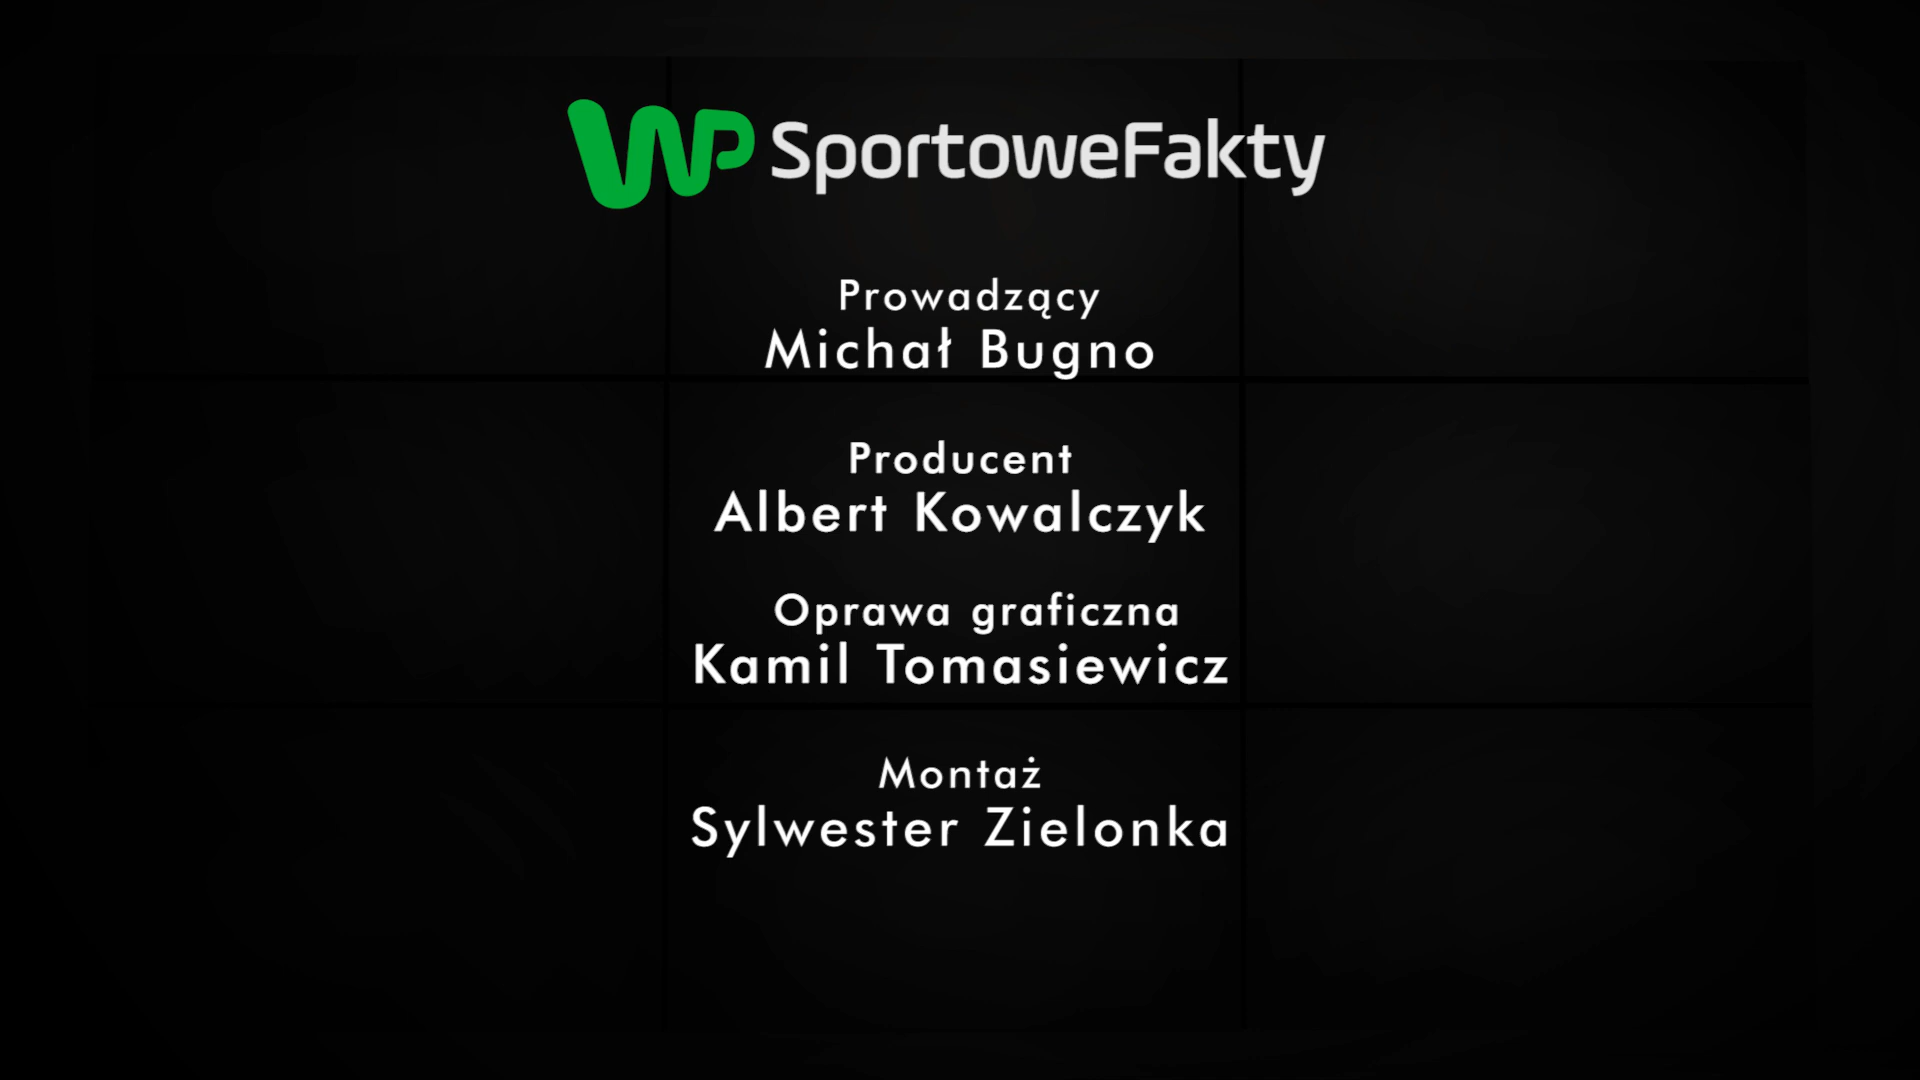 WP SportoweFakty
Prowadzący
Michał Bugno
Producent
Albert Kowalczyk
Oprawa graficzna
Kamil Tomasiewicz
Montaż
Sylwester Zielonka